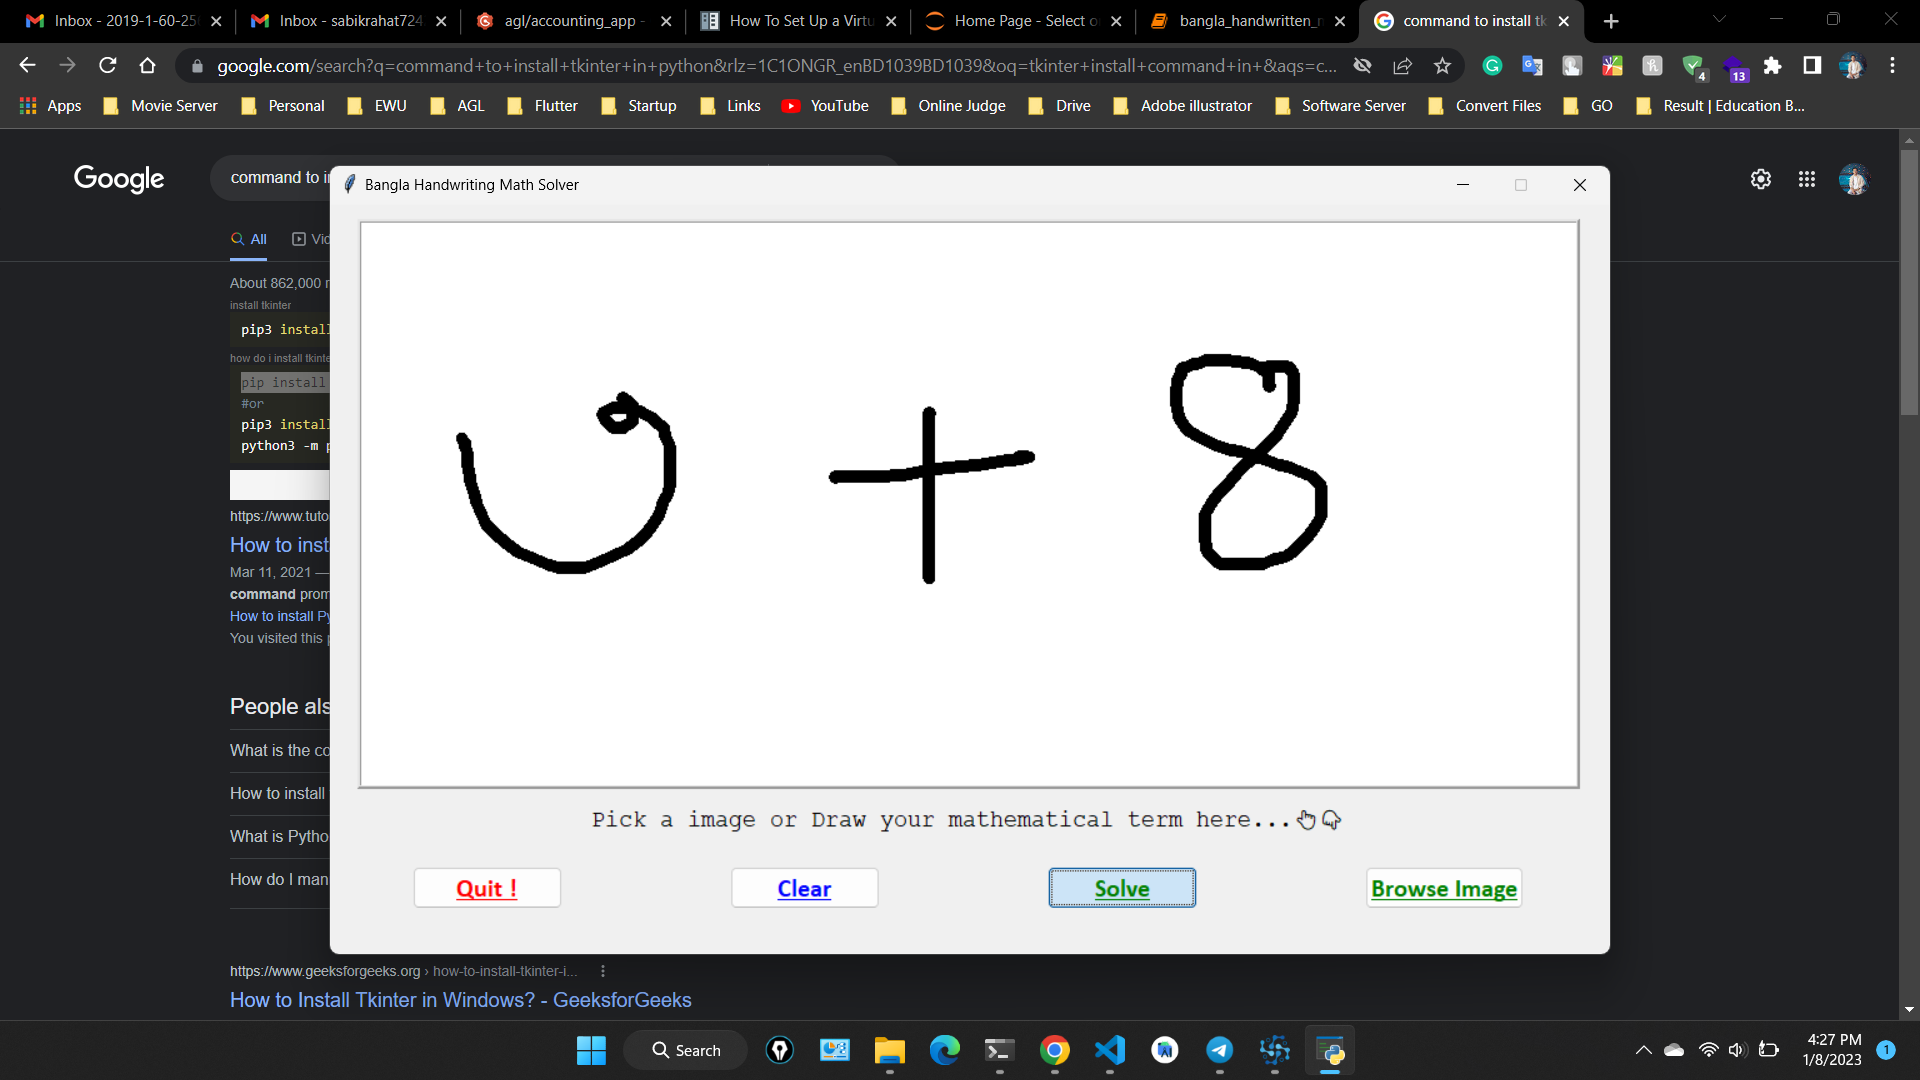 Inbox - 2019-1-60-25
Inbox - sabikrahat724
agl/accounting_app -
How To Set Up a Virtu
Home Page - Select o
bangla_handwritten_
command to install tk
google.com/search?q=command+to+install+tkinter+in+python&rlz=1C1ONGR_enBD1039BD1039&oq=tkinter+install+command+in+&aqs=c...
4
13
Apps
Movie Server
Personal
EWU
AGL
Flutter
Startup
Links
YouTube
Online Judge
Drive
Adobe illustrator
Software Server
Convert Files
GO
Result | Education B...
Google
command to i
Bangla Handwriting Math Solver
All
Vid
About 862,000 r
install tkinter
pip3 install
how do i install tkinte
pip install
#or
pip3 install
python3 -m p
৩ + ৪
https://www.tuto
How to inst
Mar 11, 2021 —
command pron
How to install Py
You visited this p
People als
What is the co
How to install
What is Pytho
How do I man
Pick a image or Draw your mathematical term here...👆👇
Quit !
Clear
Solve
Browse Image
https://www.geeksforgeeks.org › how-to-install-tkinter-i...
How to Install Tkinter in Windows? - GeeksforGeeks
Search
4:27 PM
1/8/2023
1